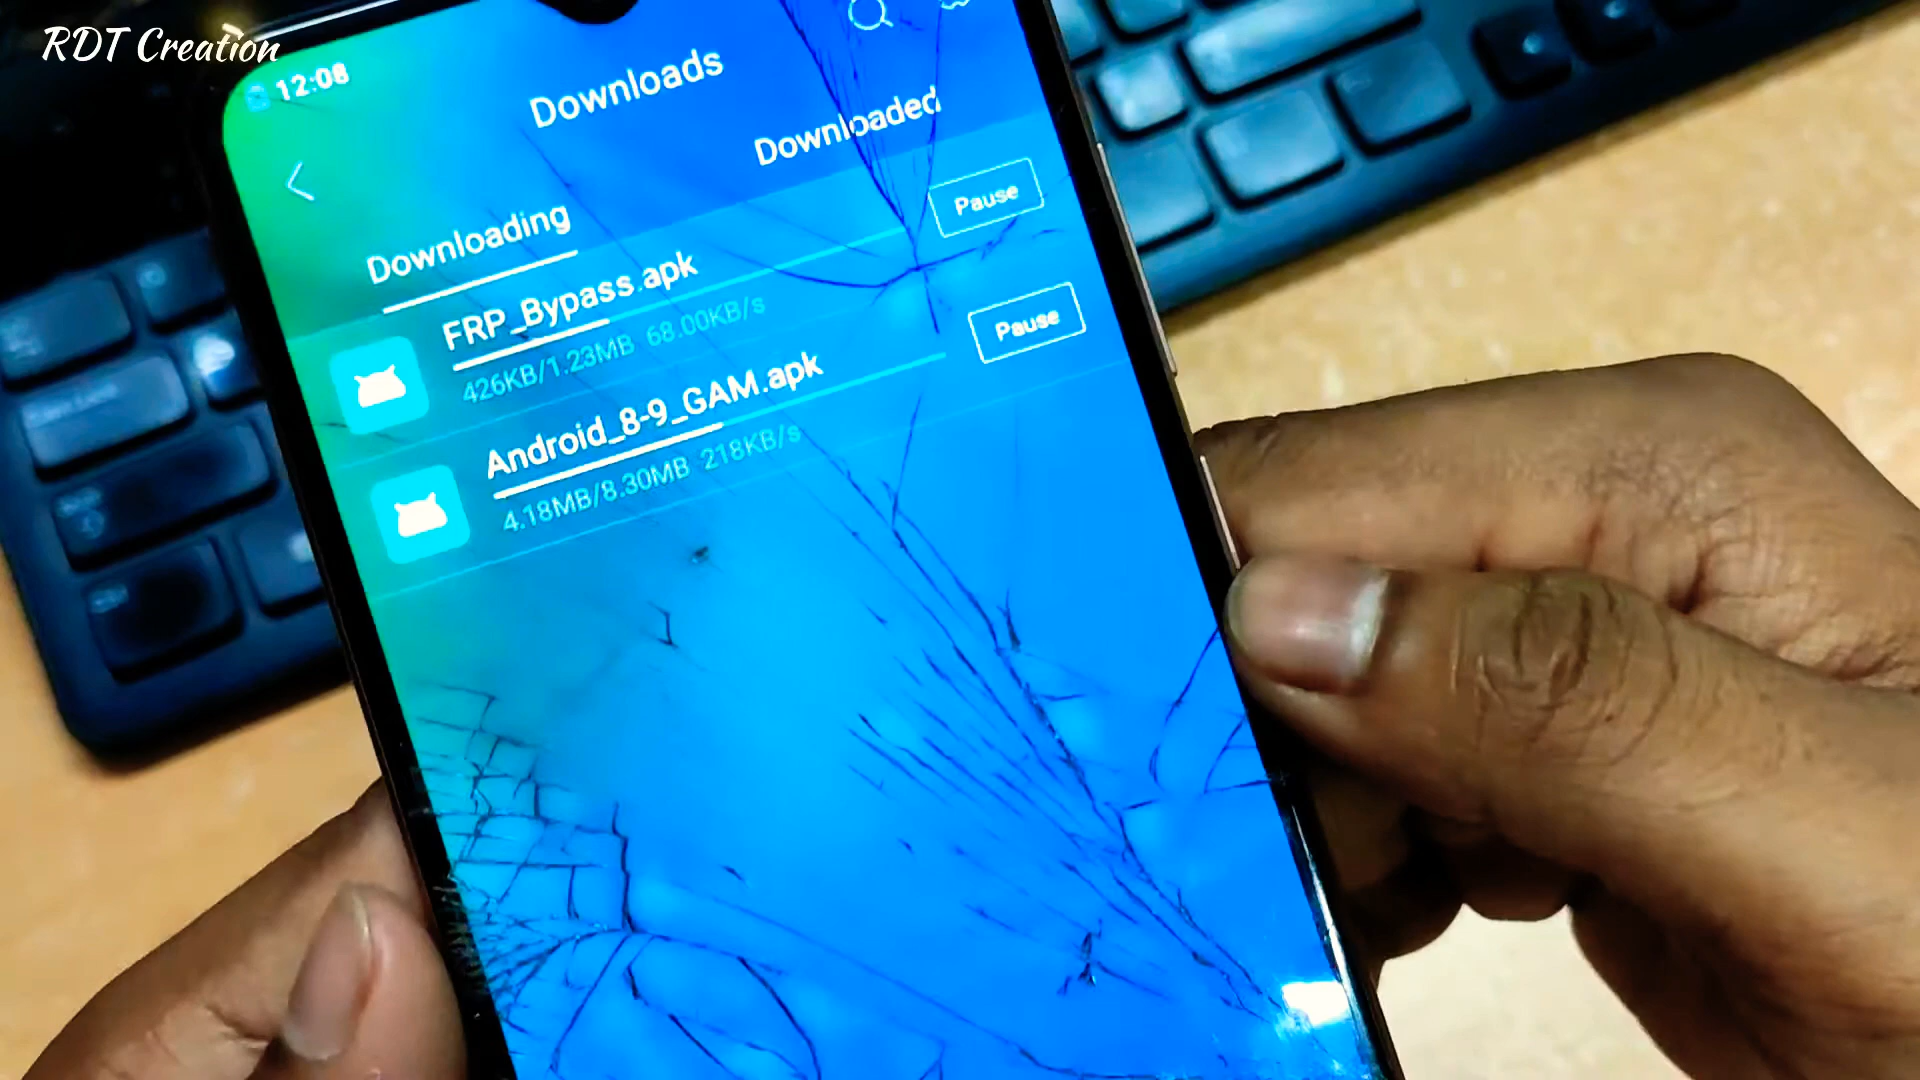 RDT Creation
12:08
Downloads
Downloading
Downloaded
FRP_Bypass.apk
426KB/1.23MB 68.00KB/s
Pause
Android_8-9_GAM.apk
4.18MB/8.30MB 218KB/s
Pause